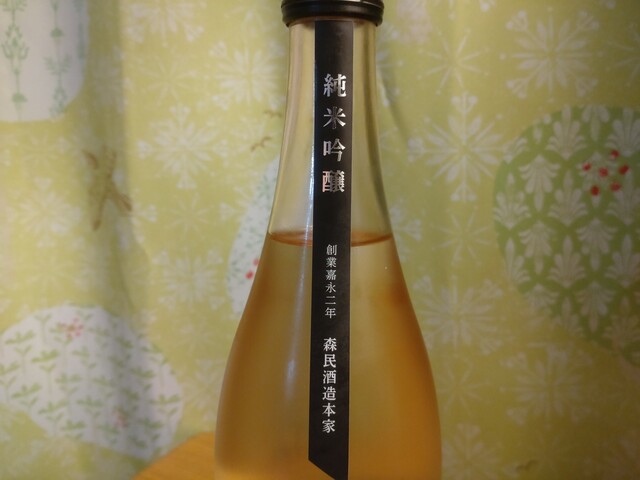 純米吟醸
創業嘉永二年
森民酒造本家